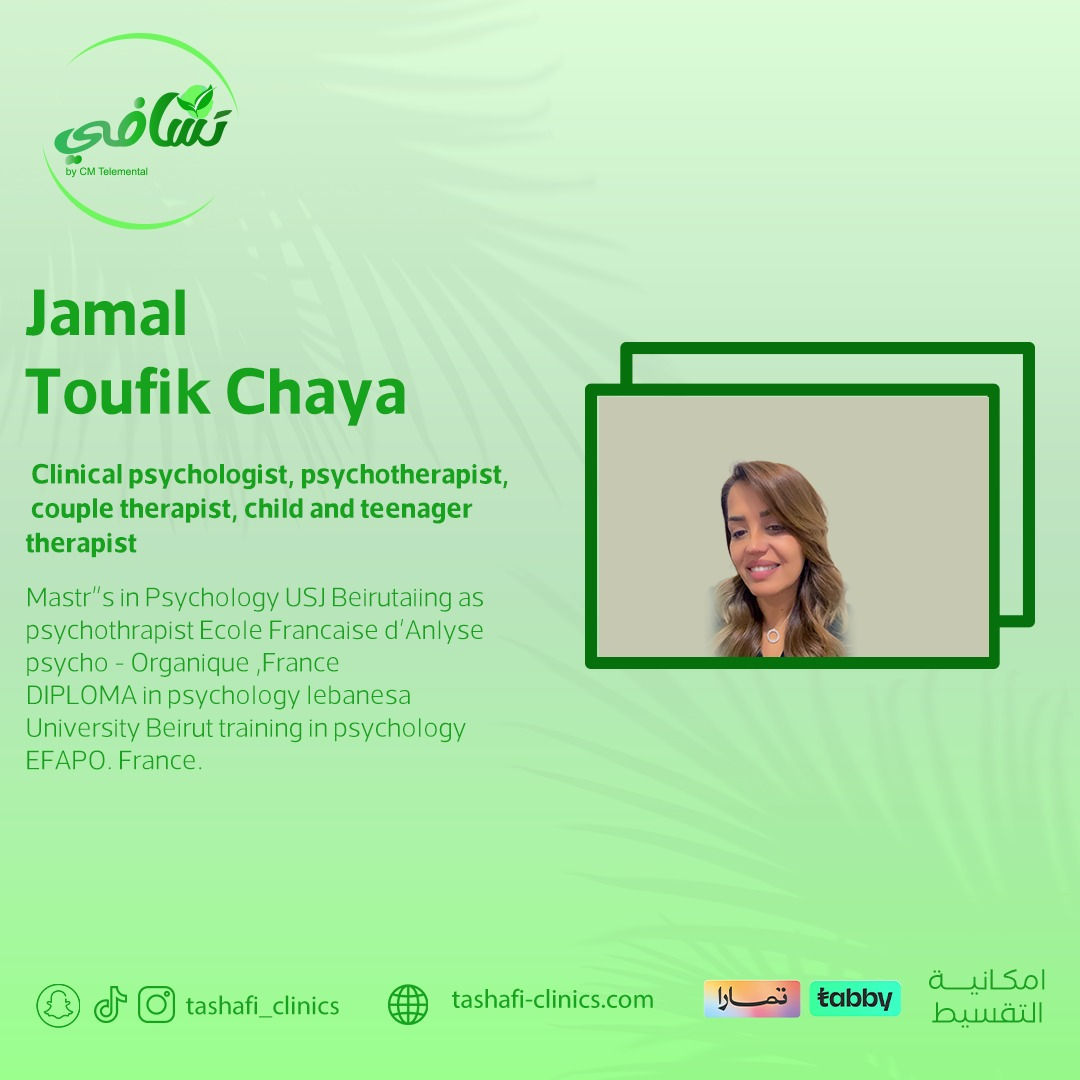 تشافي
by CM Telemental
Jamal
Toufik Chaya
Clinical psychologist, psychotherapist,
couple therapist, child and teenager
therapist
Mastr"s in Psychology USJ Beirutaiing as
psychothrapist Ecole Francaise d'Anlyse
psycho - Organique ,France
DIPLOMA in psychology lebanesa
University Beirut training in psychology
EFAPO. France.
tashafi_clinics
tashafi-clinics.com
تمارا
tabby
امكانيــة
التقسيط